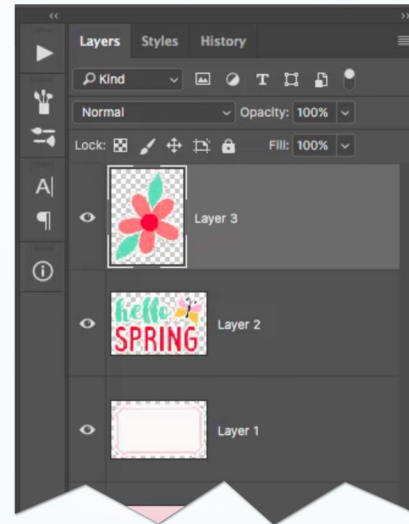 Layers Styles History
Kind
T
Normal Opacity: 100%
Lock: Fill: 100%
A
¶
Layer 3
hello
SPRING
Layer 2
Layer 1